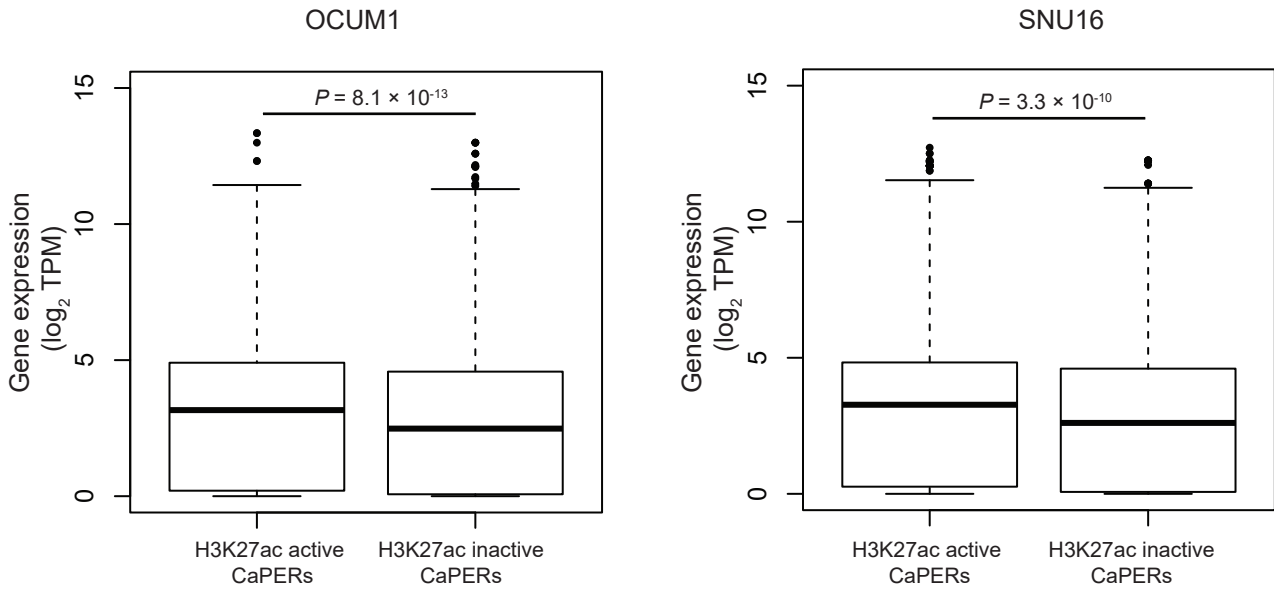 OCUM1
15
10
5
0
Gene expression
(log2 TPM)
P = 8.1 × 10-13
H3K27ac active
CaPERs
H3K27ac inactive
CaPERs
SNU16
15
10
5
0
Gene expression
(log2 TPM)
P = 3.3 × 10-10
H3K27ac active
CaPERs
H3K27ac inactive
CaPERs